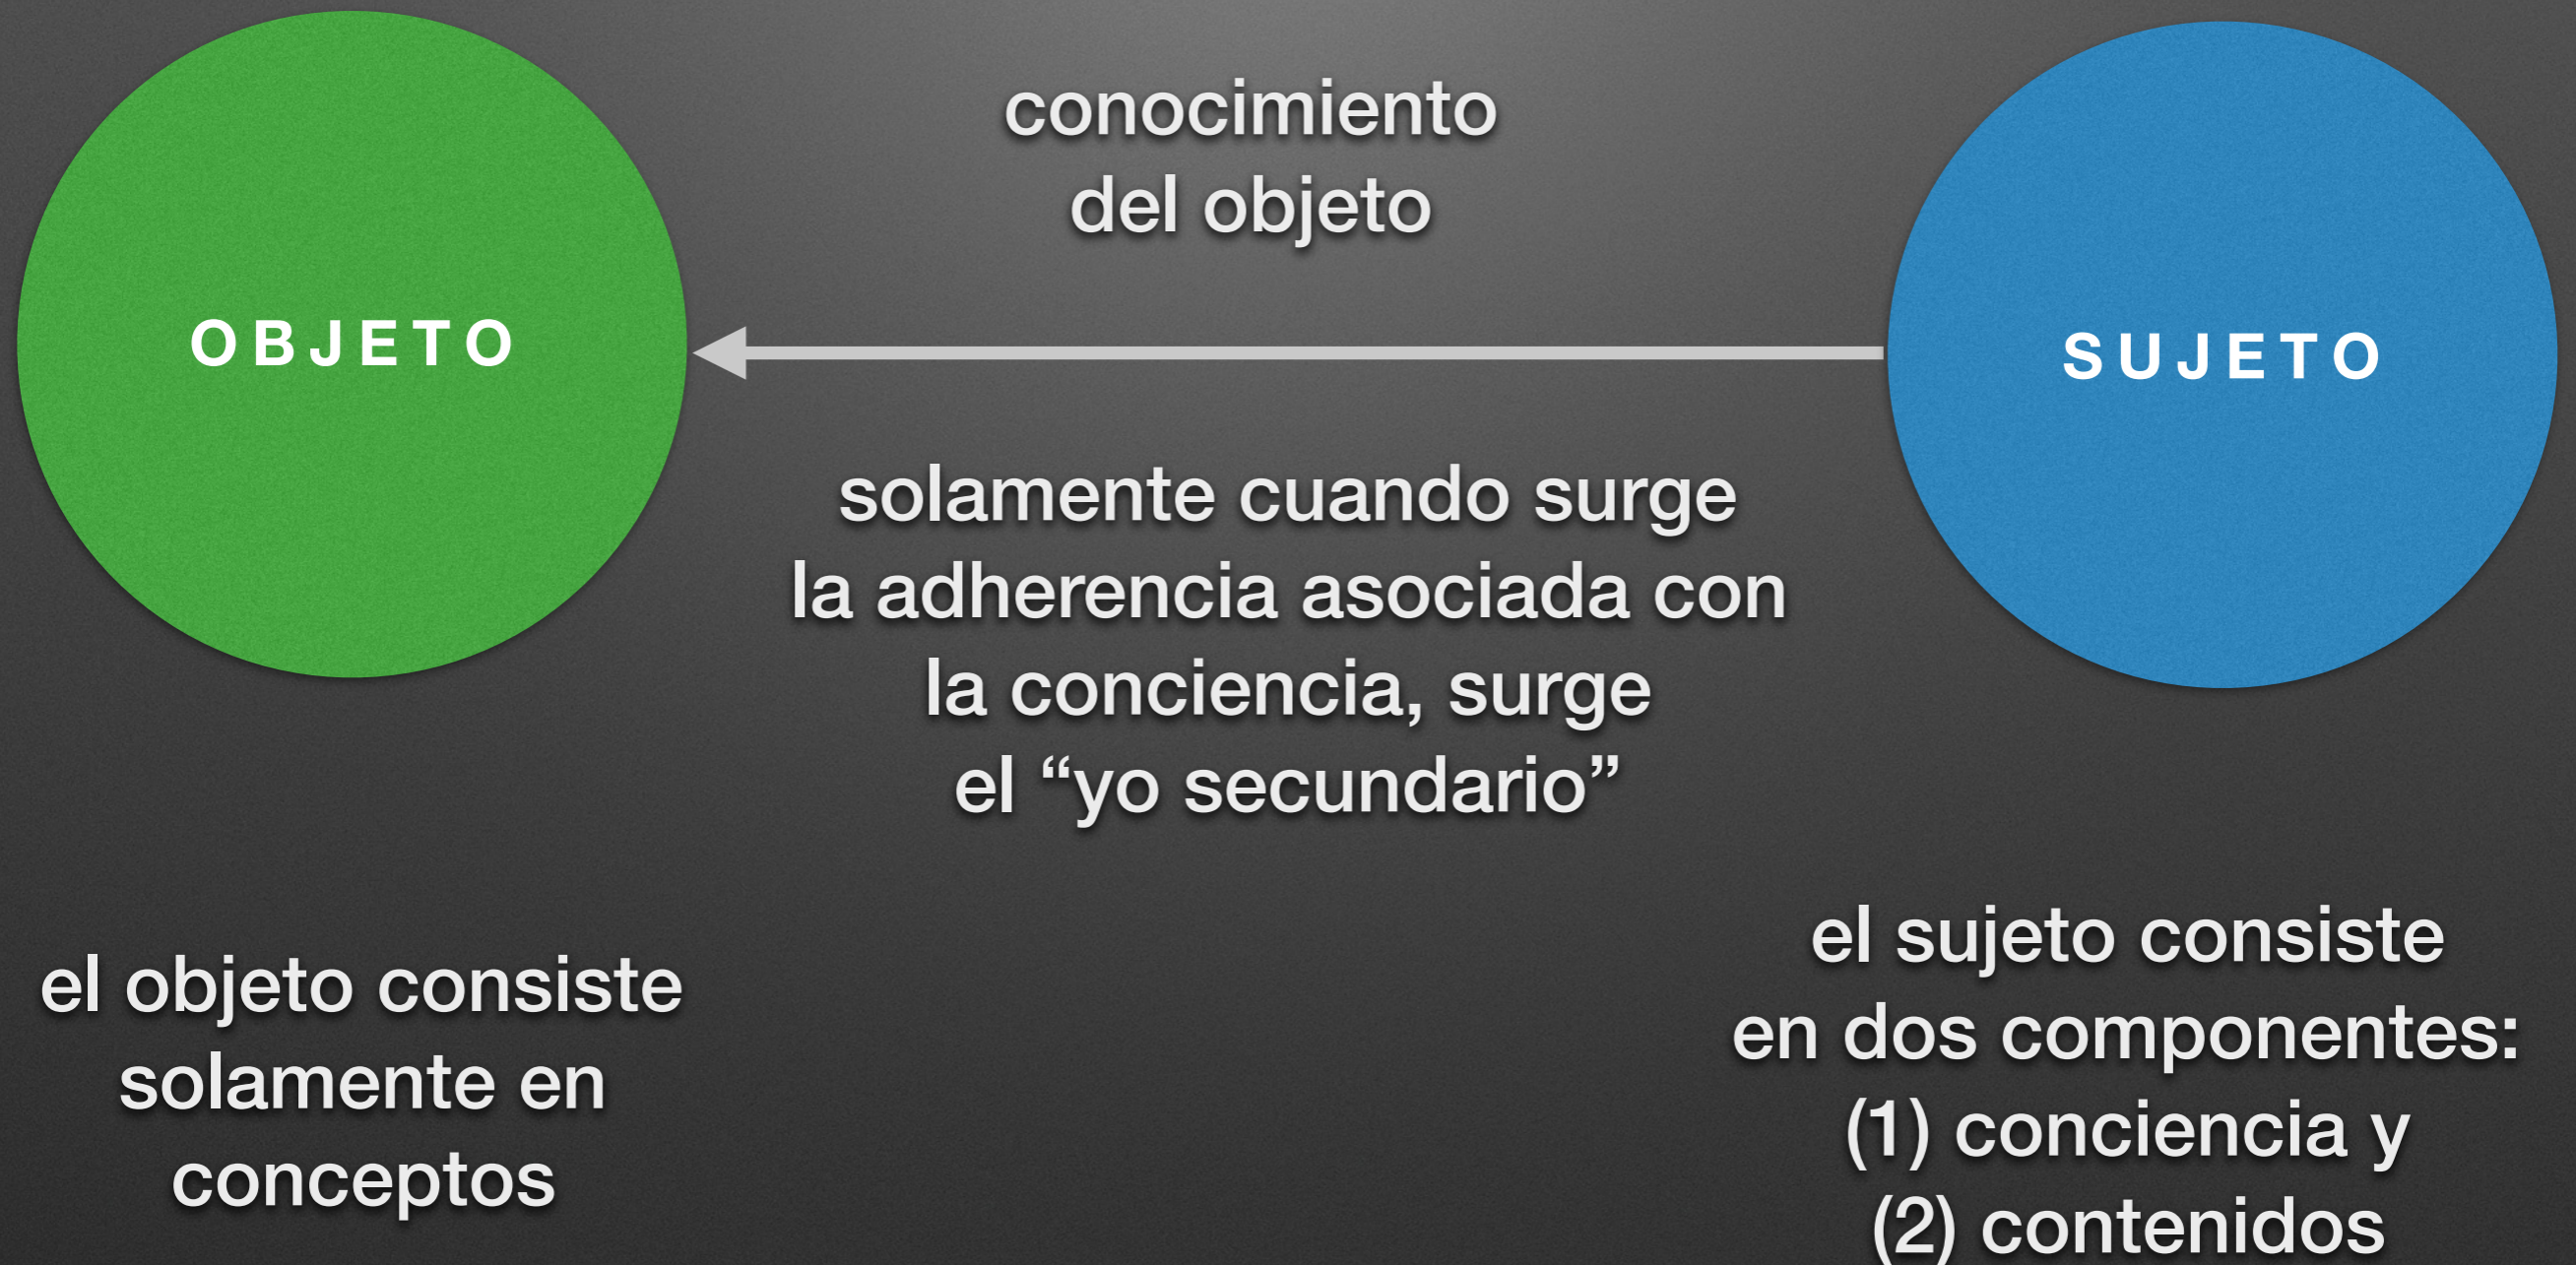 conocimiento
del objeto
OBJETO
SUJETO
solamente cuando surge
la adherencia asociada con
la conciencia, surge
el “yo secundario”
el objeto consiste
solamente en
conceptos
el sujeto consiste
en dos componentes:
(1) conciencia y
(2) contenidos